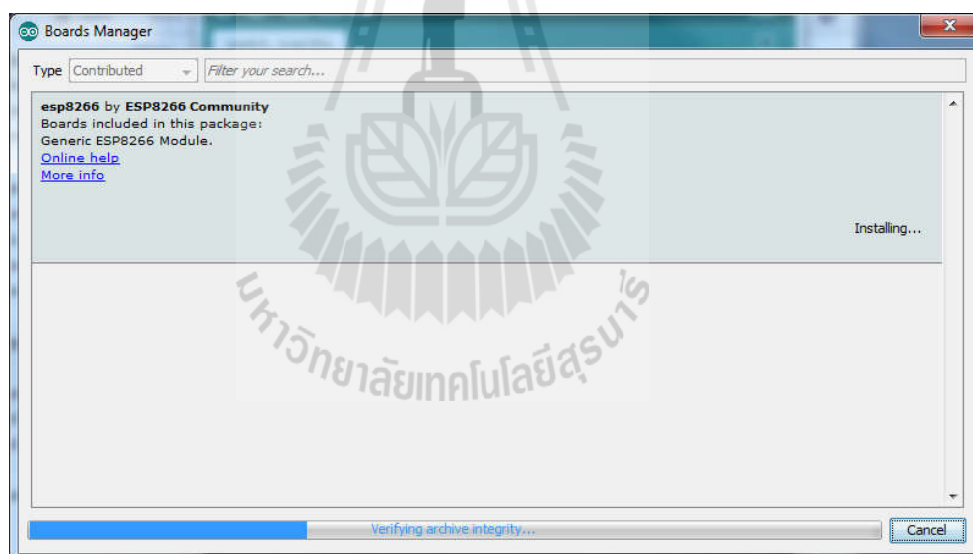 Boards Manager
Type Contributed Filter your search...
esp8266 by ESP8266 Community
Boards included in this package:
Generic ESP8266 Module.
Online help
More info
Installing...
มหาวิทยาลัยเทคโนโลยีสุรนารี
Verifying archive integrity...
Cancel